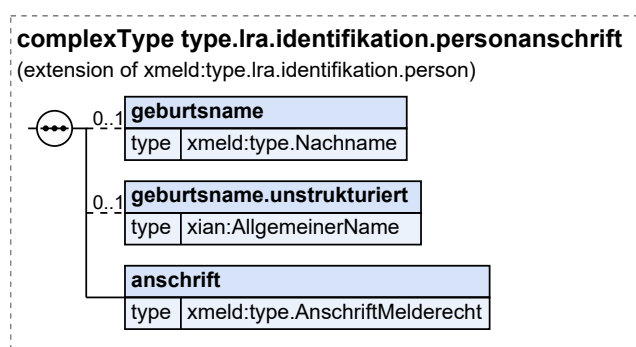 complexType type.lra.identifikation.personanschrift
(extension of xmeld:type.lra.identifikation.person)
0..1 geburtsname
type xmeld:type.Nachname
0..1 geburtsname.unstrukturiert
type xian:AllgemeinerName
anschrift
type xmeld:type.AnschriftMelderecht